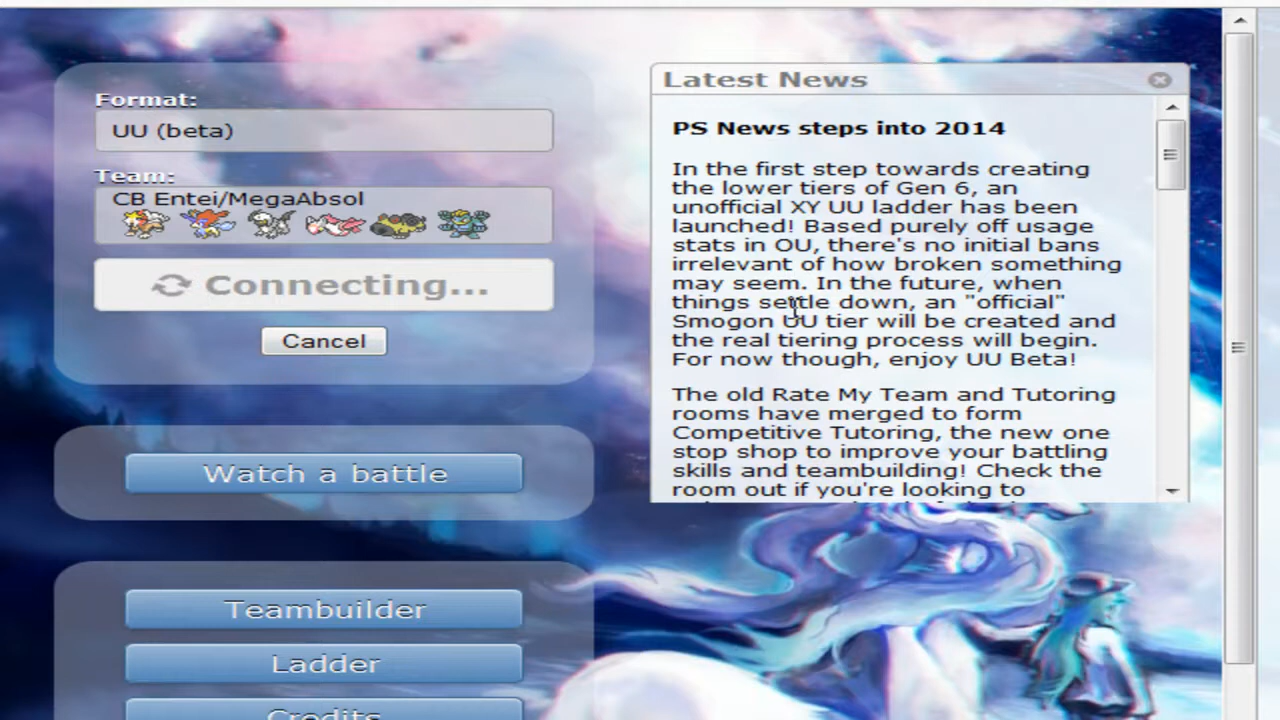 Format:
UU (beta)
Team:
CB Entei/MegaAbsol
Connecting...
Cancel
Watch a battle
Teambuilder
Ladder
Credits
Latest News
PS News steps into 2014
In the first step towards creating
the lower tiers of Gen 6, an
unofficial XY UU ladder has been
launched! Based purely off usage
stats in OU, there's no initial bans
irrelevant of how broken something
may seem. In the future, when
things settle down, an "official"
Smogon UU tier will be created and
the real tiering process will begin.
For now though, enjoy UU Beta!
The old Rate My Team and Tutoring
rooms have merged to form
Competitive Tutoring, the new one
stop shop to improve your battling
skills and teambuilding! Check the
room out if you're looking to